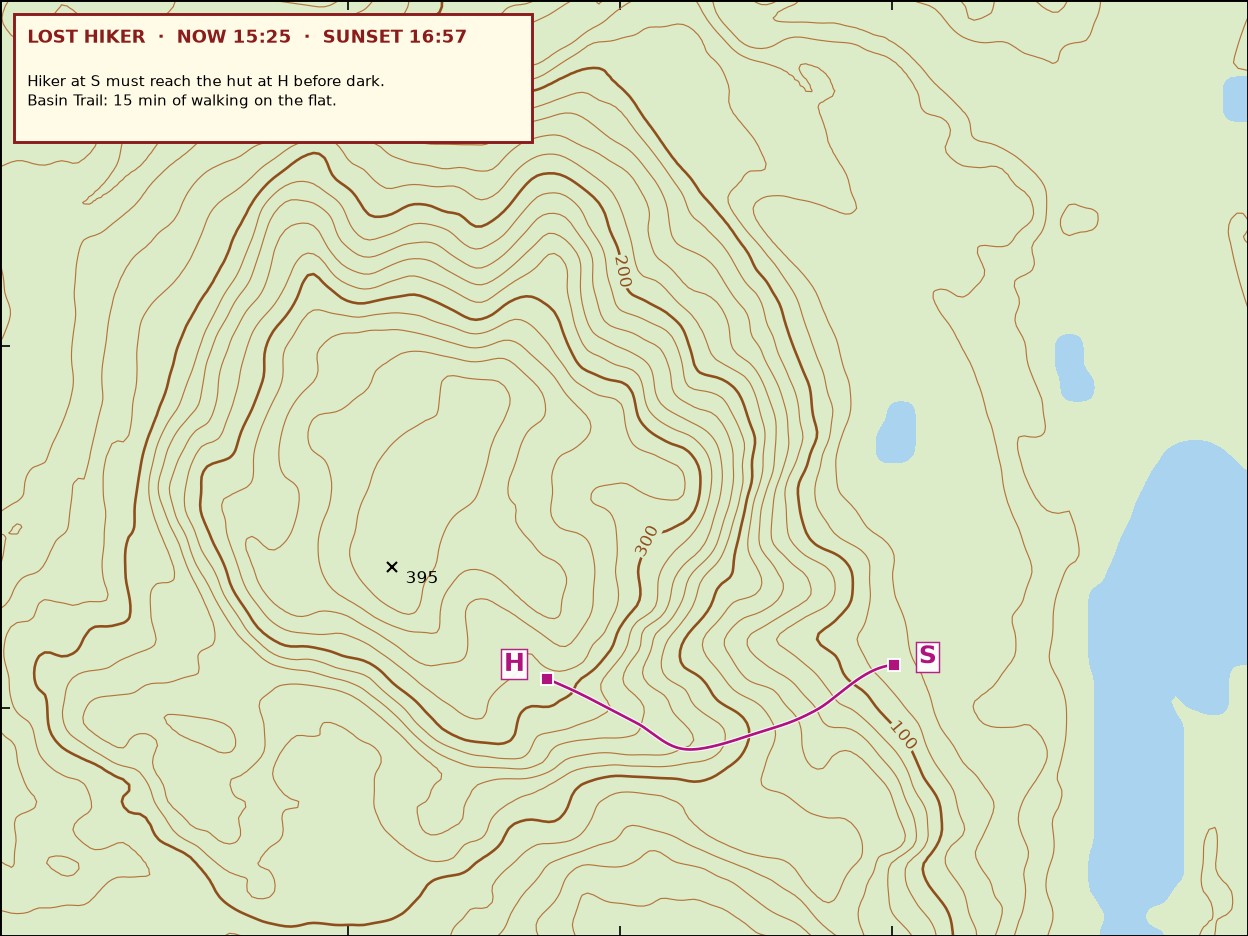 LOST HIKER · NOW 15:25 · SUNSET 16:57
Hiker at S must reach the hut at H before dark.
Basin Trail: 15 min of walking on the flat.
200
300
395
H
S
100